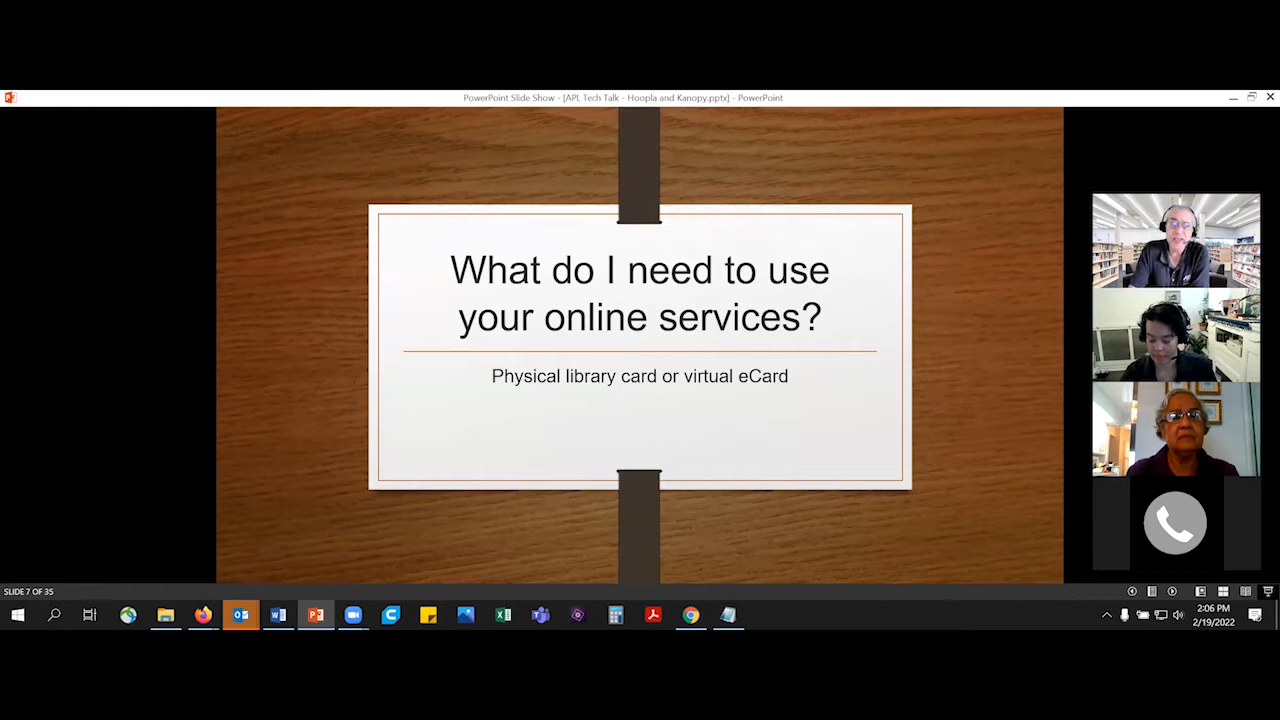 PowerPoint Slide Show - [APL Tech Talk - Hoopla and Kanopy.pptx] - PowerPoint
What do I need to use
your online services?
Physical library card or virtual eCard
SLIDE 7 OF 35
2:06 PM
2/19/2022